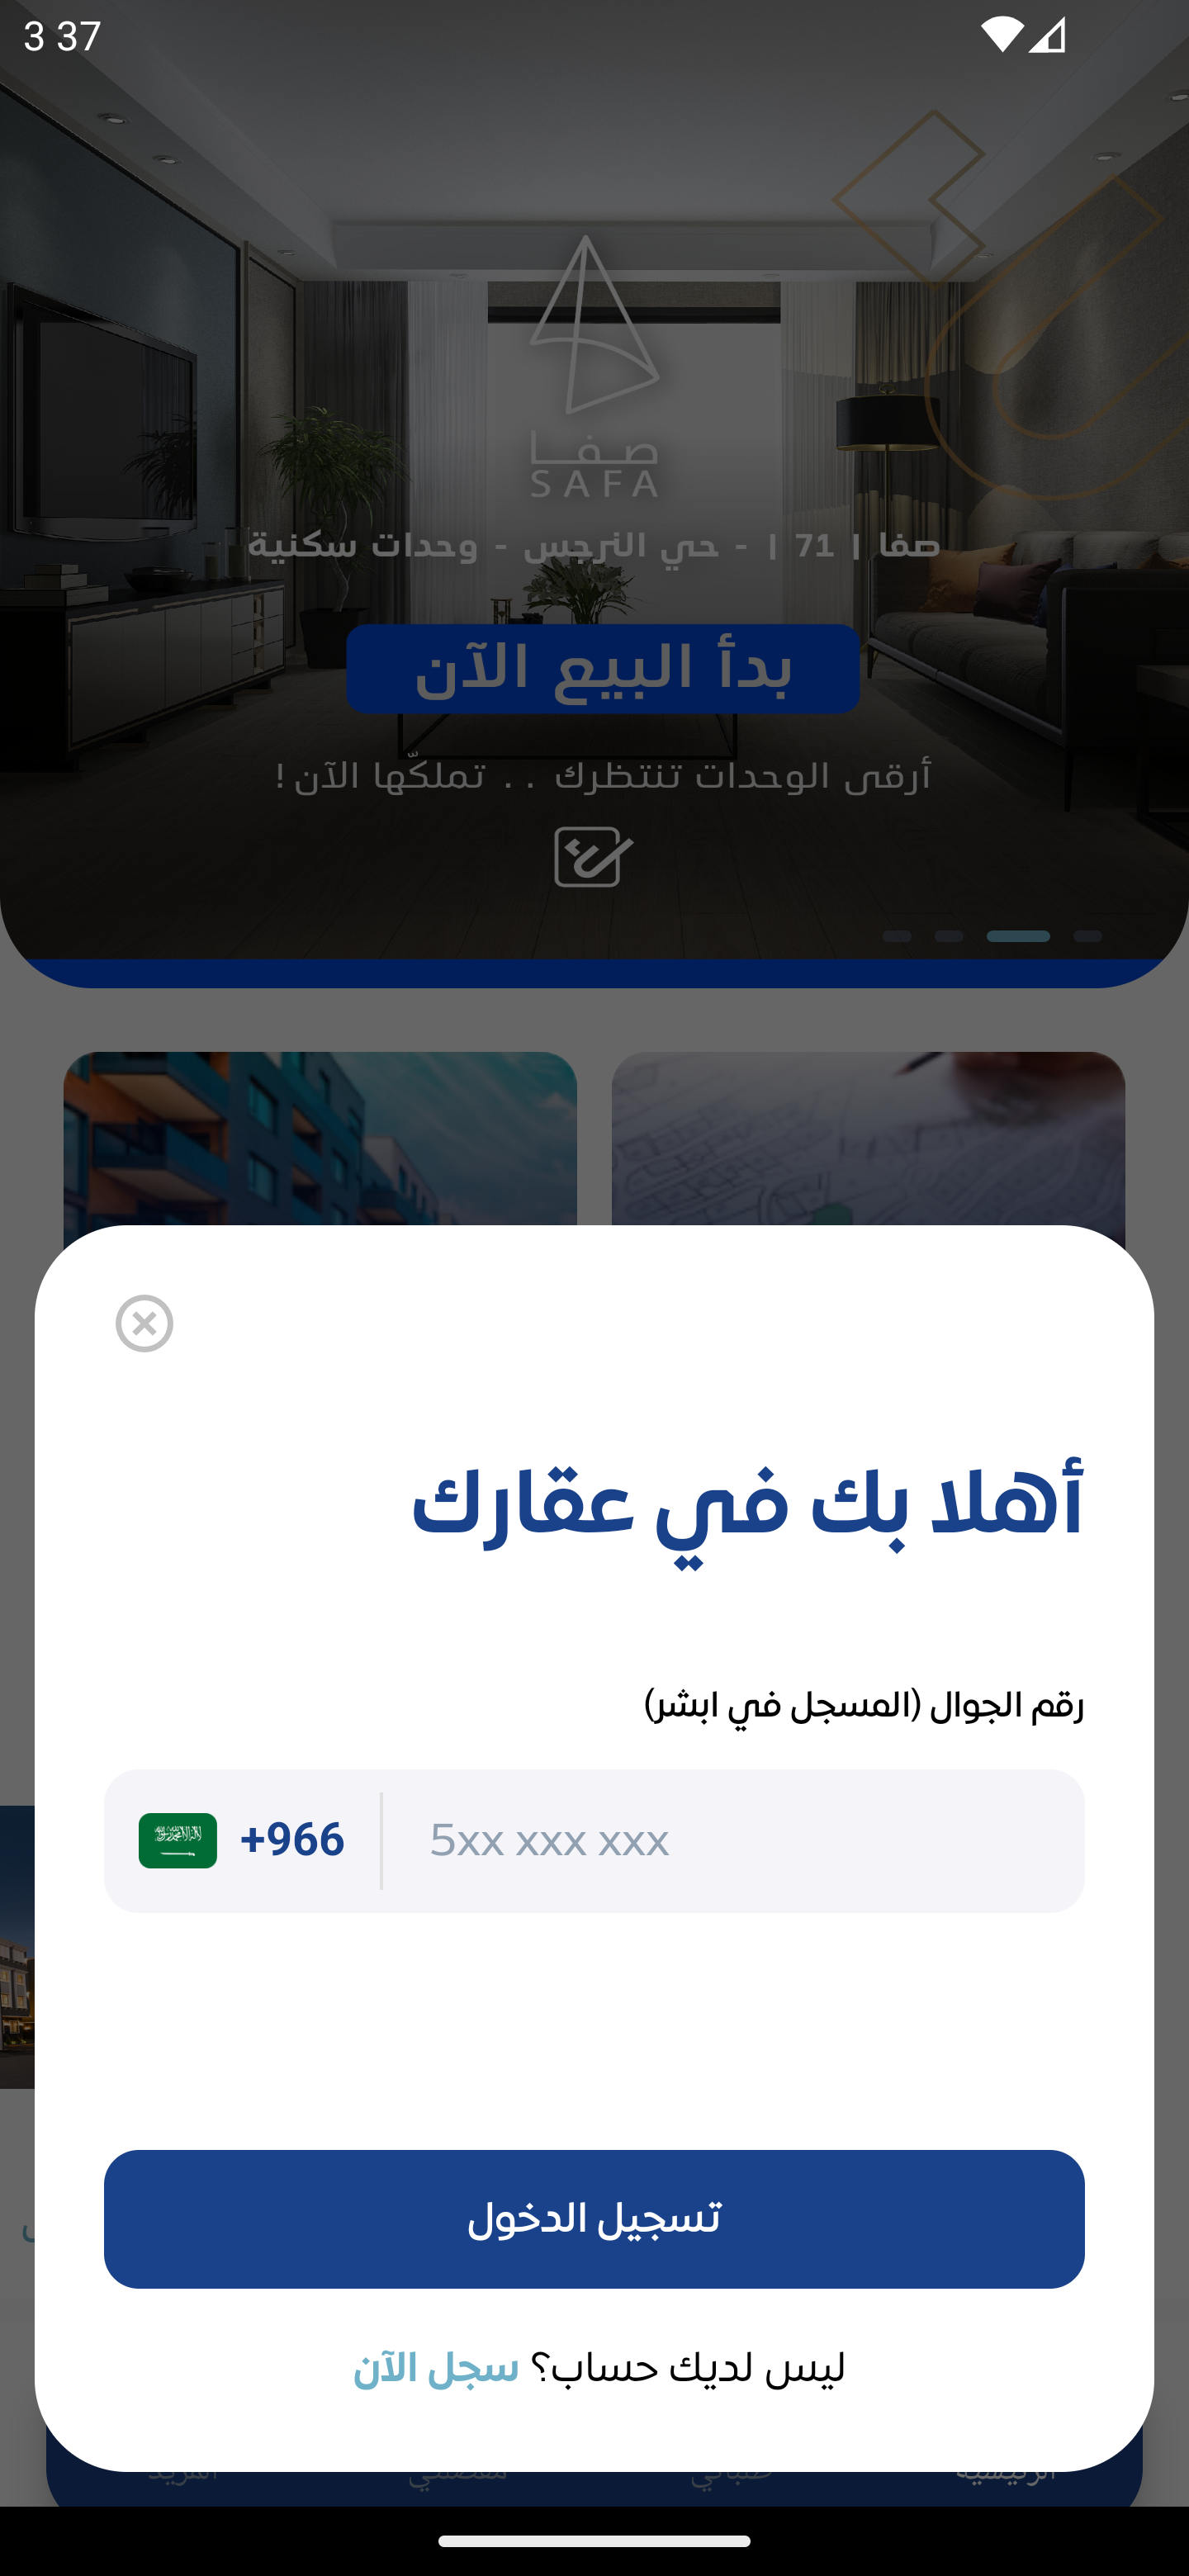 3 37
صفا
SAFA
صفا | 71 | - حي النرجس - وحدات سكنية
بدأ البيع الآن
أرقى الوحدات تنتظرك . . تملكّها الآن !
أهلا بك في عقارك
رقم الجوال (المسجل في ابشر)
+966 5xx xxx xxx
تسجيل الدخول
ليس لديك حساب؟ سجل الآن